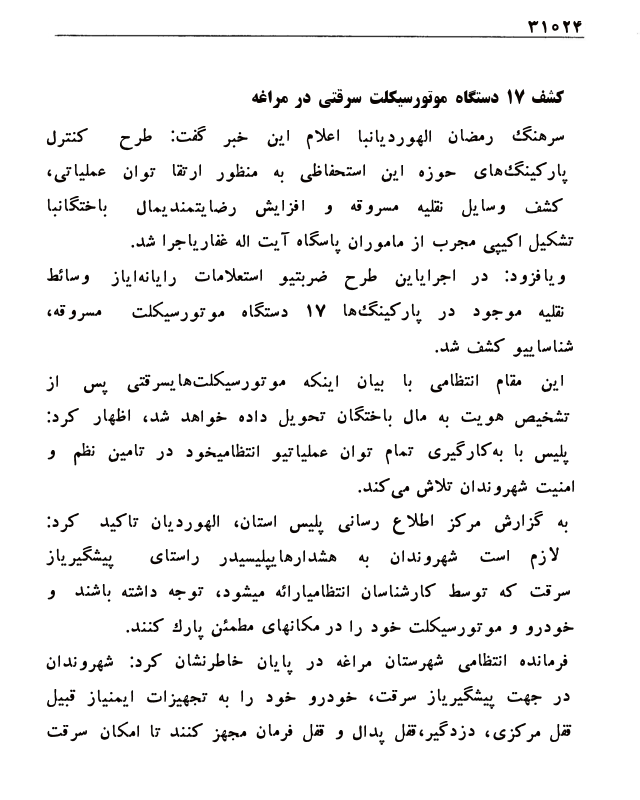 ۳۱۰۲۴
کشف ۱۷ دستگاه موتورسیکلت سرقتی در مراغه
سرهنگ رمضان الهوردیانبا اعلام این خبر گفت: طرح کنترل
پارکینگ‌های حوزه این استحفاظی به منظور ارتقا توان عملیاتی،
کشف وسایل نقلیه مسروقه و افزایش رضایتمندیمال باختگانبا
تشکیل اکیپی مجرب از ماموران پاسگاه آیت اله غفاریاجرا شد.
ویافزود: در اجرایاین طرح ضربتیو استعلامات رایانه‌ایاز وسائط
نقلیه موجود در پارکینگ‌ها ۱۷ دستگاه موتورسیکلت مسروقه،
شناساییو کشف شد.
این مقام انتظامی با بیان اینکه موتورسیکلت‌هایسرقتی پس از
تشخیص هویت به مال باختگان تحویل داده خواهد شد، اظهار کرد:
پلیس با به‌کارگیری تمام توان عملیاتیو انتظامیخود در تامین نظم و
امنیت شهروندان تلاش می‌کند.
به گزارش مرکز اطلاع رسانی پلیس استان، الهوردیان تاکید کرد:
لازم است شهروندان به هشدارهاییپلیسیدر راستای پیشگیریاز
سرقت که توسط کارشناسان انتظامیارائه میشود، توجه داشته باشند و
خودرو و موتورسیکلت خود را در مکانهای مطمئن پارک کنند.
فرمانده انتظامی شهرستان مراغه در پایان خاطرنشان کرد: شهروندان
در جهت پیشگیریاز سرقت، خودرو خود را به تجهیزات ایمنیاز قبیل
قفل مرکزی، دزدگیر،قفل پدال و قفل فرمان مجهز کنند تا امکان سرقت